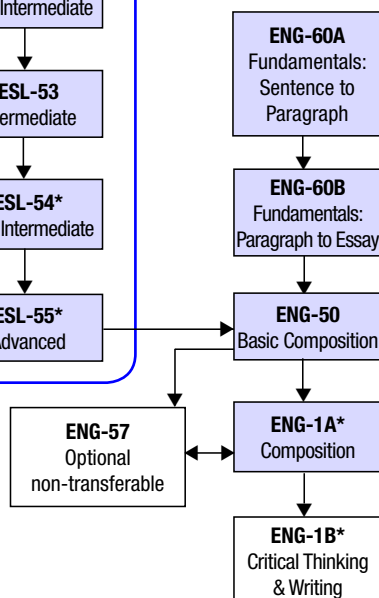 Intermediate
ESL-53
ermediate
ESL-54*
Intermediate
ESL-55*
Advanced
ENG-60A
Fundamentals:
Sentence to
Paragraph
ENG-60B
Fundamentals:
Paragraph to Essay
ENG-50
Basic Composition
ENG-57
Optional
non-transferable
ENG-1A*
Composition
ENG-1B*
Critical Thinking
& Writing